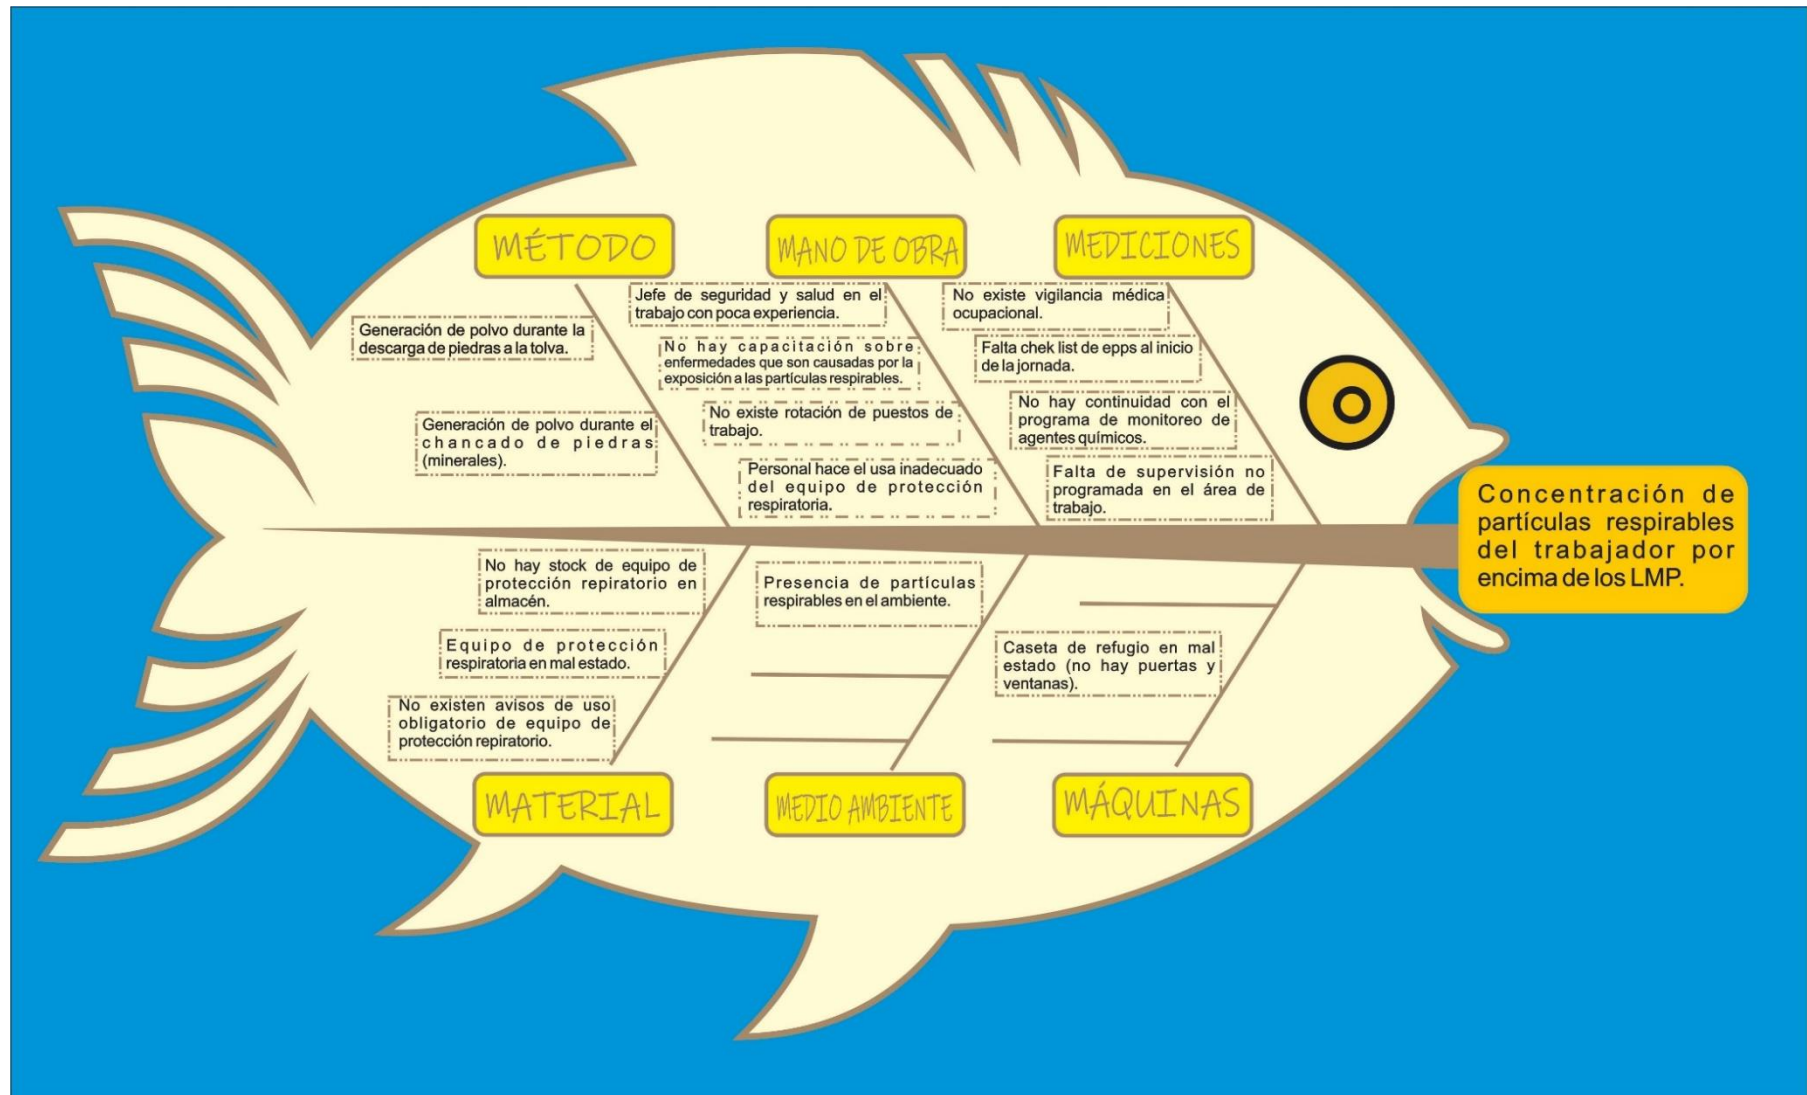 MÉTODO
MANO DE OBRA
MEDICIONES
Generación de polvo durante la
descarga de piedras a la tolva.
Generación de polvo durante el
chancado de piedras
(minerales).
Jefe de seguridad y salud en el
trabajo con poca experiencia.
No hay capacitación sobre
enfermedades que son causadas por la
exposición a las partículas respirables.
No existe rotación de puestos de
trabajo.
Personal hace el usa inadecuado
del equipo de protección
respiratoria.
No existe vigilancia médica
ocupacional.
Falta chek list de epps al inicio
de la jornada.
No hay continuidad con el
programa de monitoreo de
agentes químicos.
Falta de supervisión no
programada en el área de
trabajo.
Concentración de
partículas respirables
del trabajador por
encima de los LMP.
No hay stock de equipo de
protección repiratorio en
almacén.
Equipo de protección
respiratoria en mal estado.
No existen avisos de uso
obligatorio de equipo de
protección repiratorio.
Presencia de partículas
respirables en el ambiente.
Caseta de refugio en mal
estado (no hay puertas y
ventanas).
MATERIAL
MEDIO AMBIENTE
MÁQUINAS